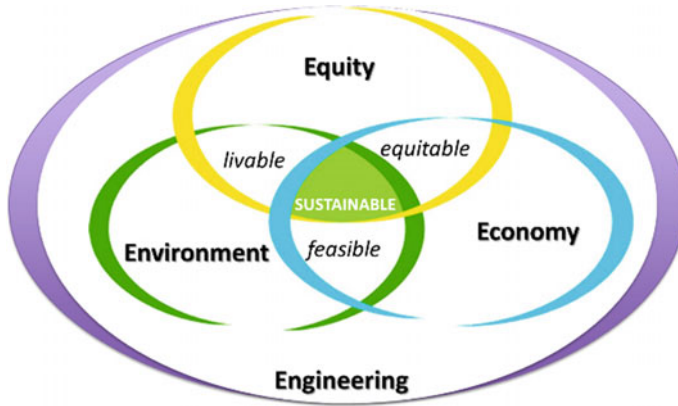 Equity
livable
equitable
SUSTAINABLE
Environment
feasible
Economy
Engineering